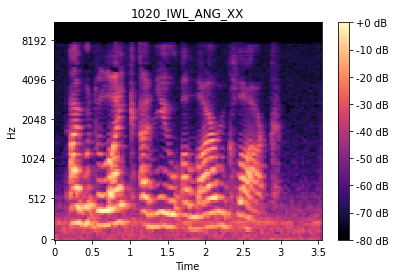 1020_IWL_ANG_XX
8192
4096
2048
1024
512
0
Hz
0 0.5 1 1.5 2 2.5 3 3.5
Time
+0 dB
-10 dB
-20 dB
-30 dB
-40 dB
-50 dB
-60 dB
-70 dB
-80 dB